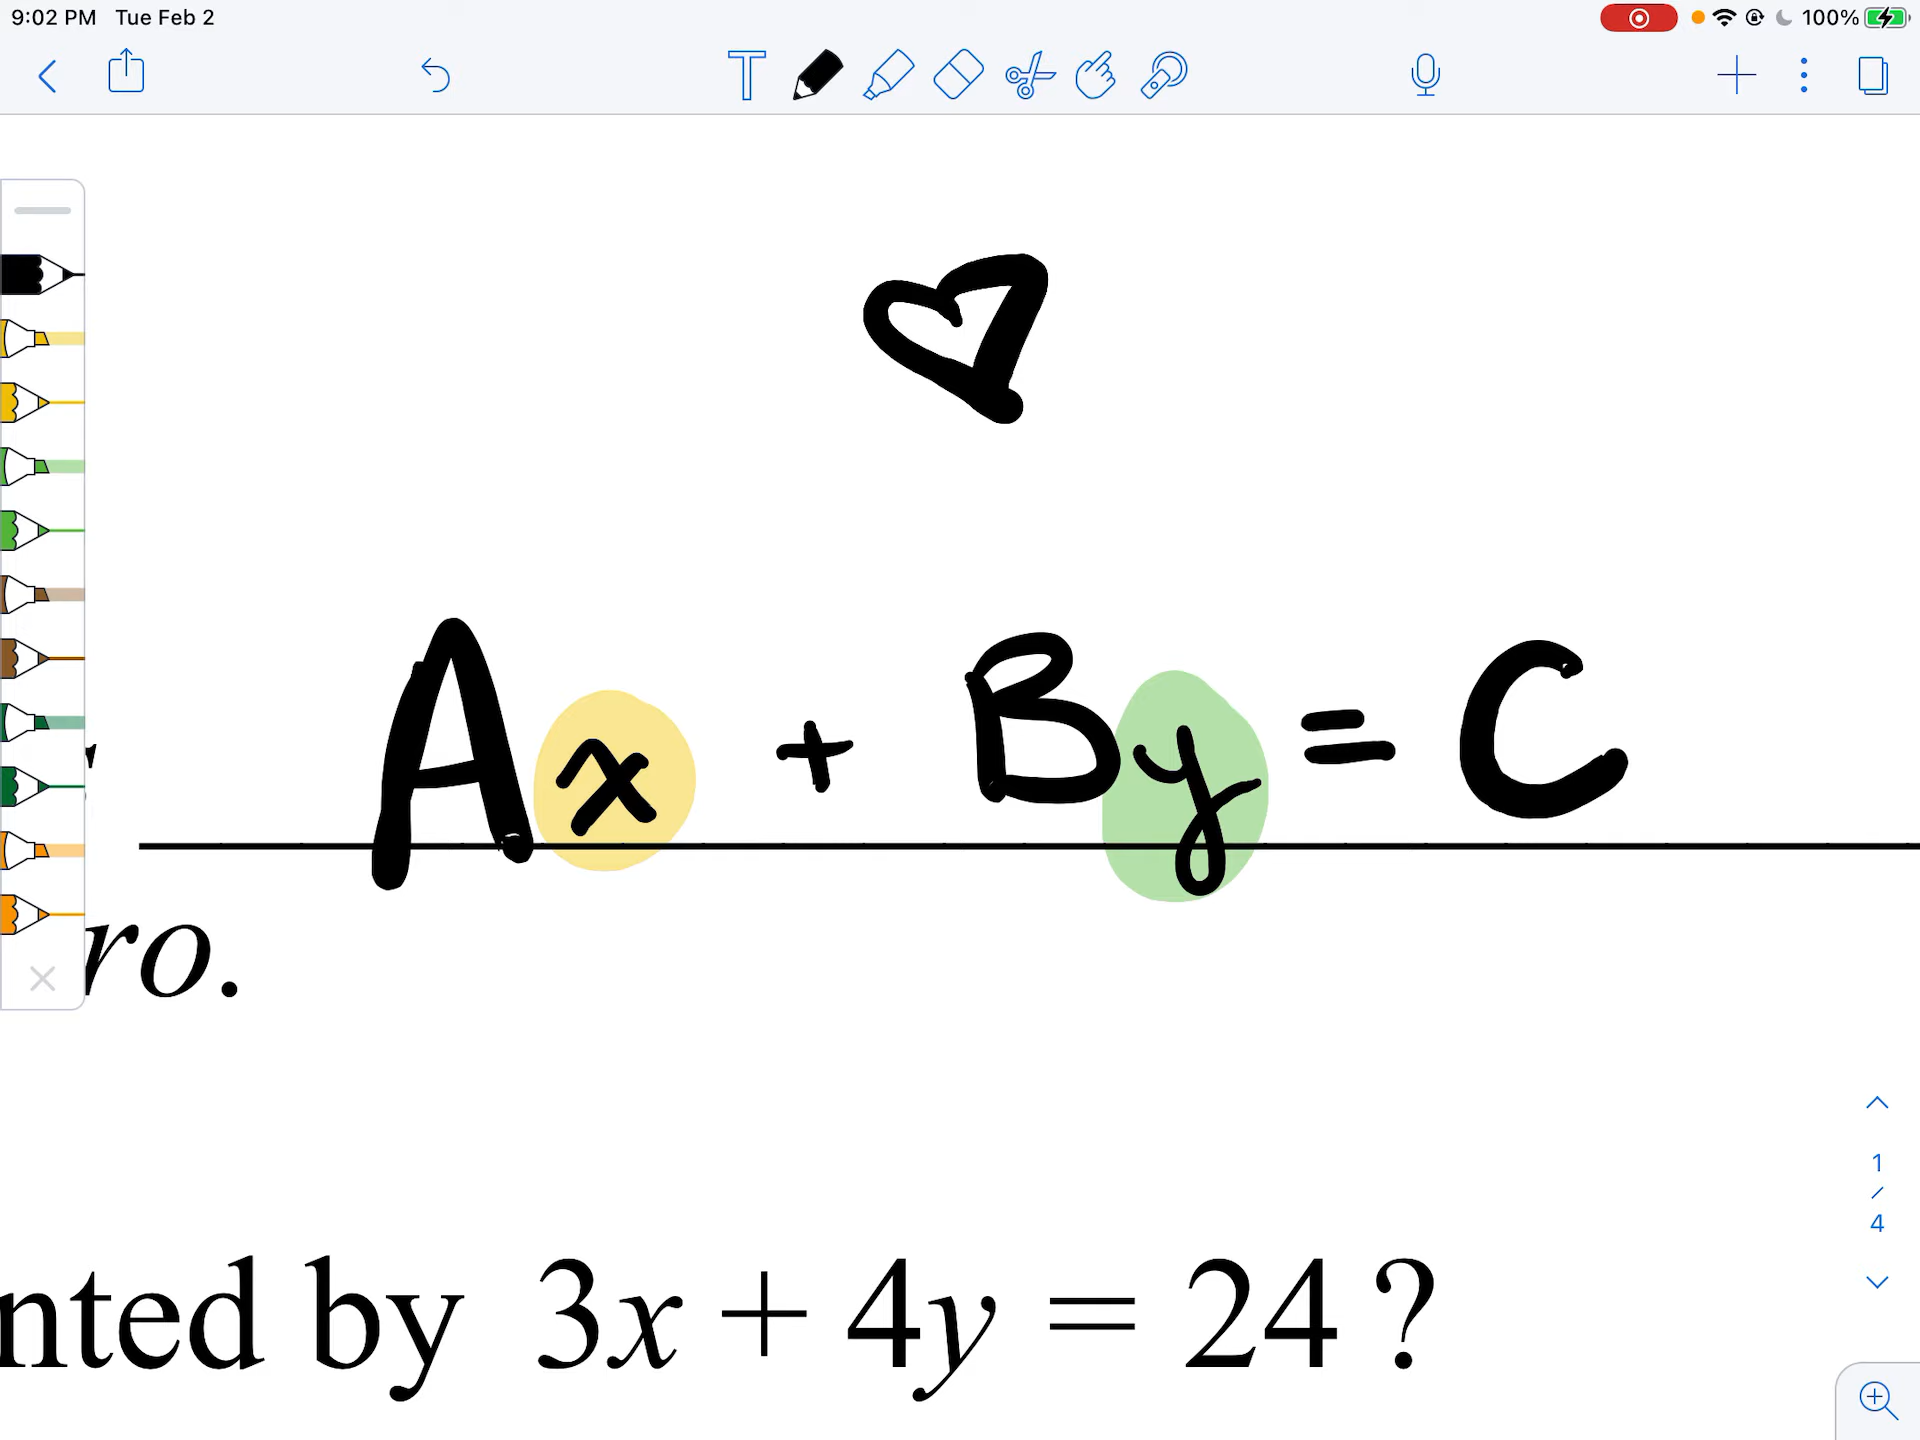 9:02 PM Tue Feb 2
100%
T
Ax + By = C
ro.
1
/
4
nted by 3x + 4y = 24?